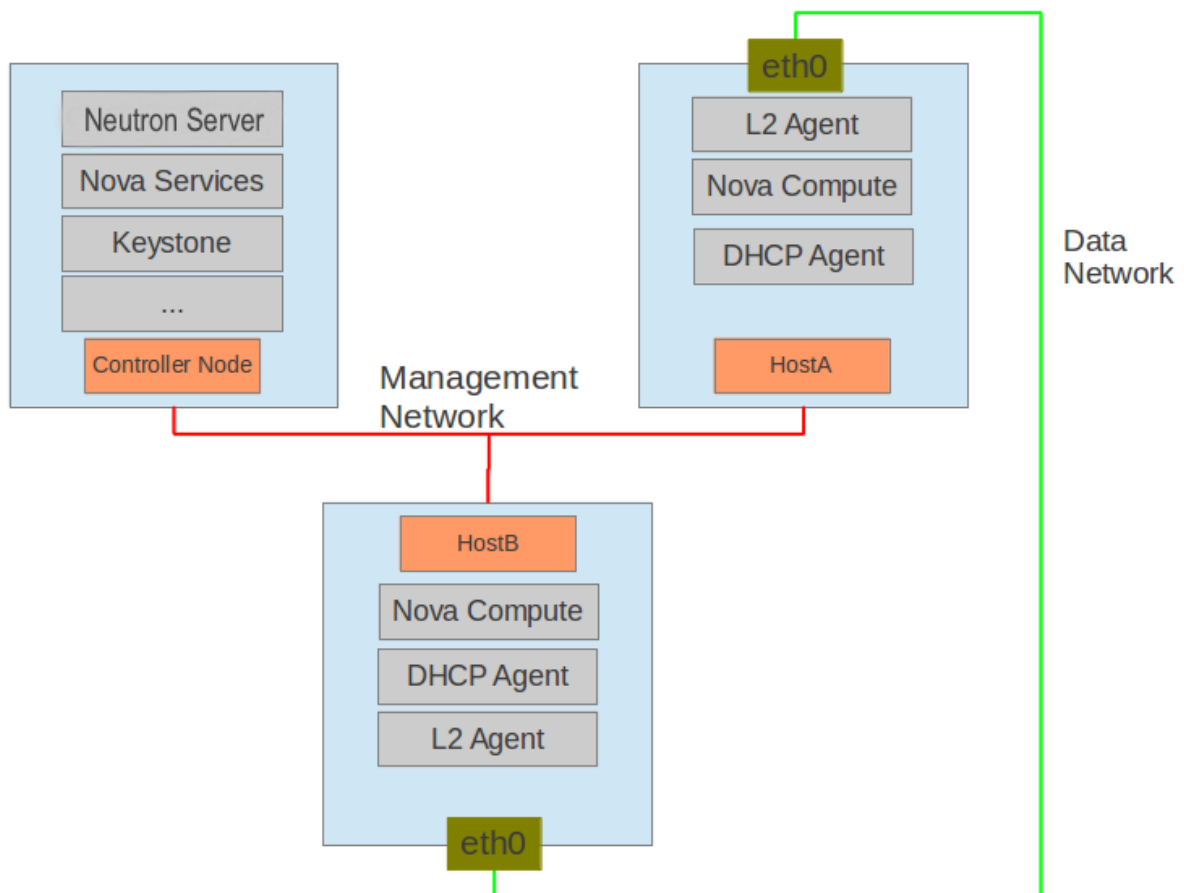 Neutron Server
Nova Services
Keystone
...
Controller Node
eth0
L2 Agent
Nova Compute
DHCP Agent
HostA
Data
Network
Management
Network
HostB
Nova Compute
DHCP Agent
L2 Agent
eth0